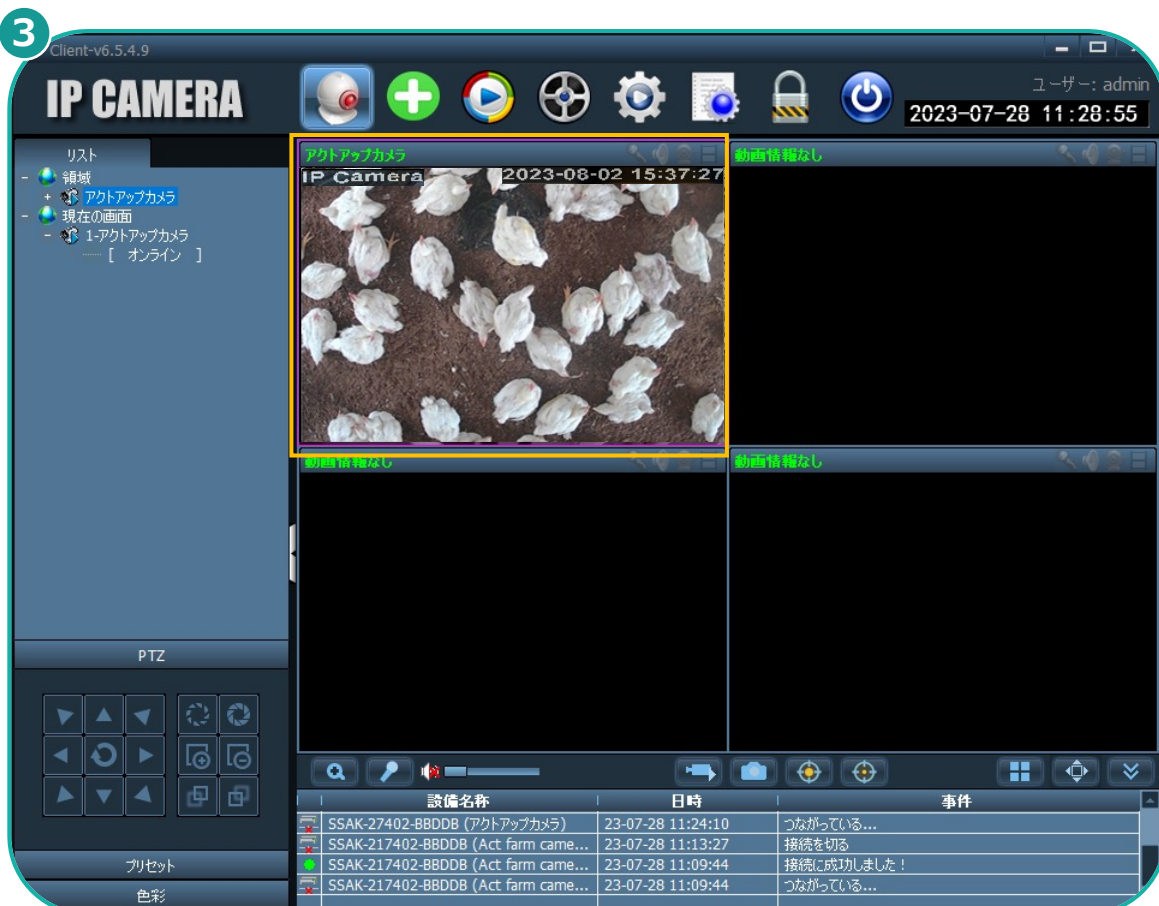 3
Client-v6.5.4.9
IP CAMERA
ユーザー: admin
2023-07-28 11:28:55
リスト
- 領域
+ アクトアップカメラ
- 現在の画面
- 1-アクトアップカメラ
[ オンライン ]
アクトアップカメラ
動画情報なし
IP Camera
2023-08-02 15:37:27
動画情報なし
動画情報なし
PTZ
設備名称 日時 事件
SSAK-27402-BBDDB (アクトアップカメラ) 23-07-28 11:24:10 つながっている...
SSAK-217402-BBDDB (Act farm came... 23-07-28 11:13:27 接続を切る
SSAK-217402-BBDDB (Act farm came... 23-07-28 11:09:44 接続に成功しました！
SSAK-217402-BBDDB (Act farm came... 23-07-28 11:09:44 つながっている...
プリセット
色彩